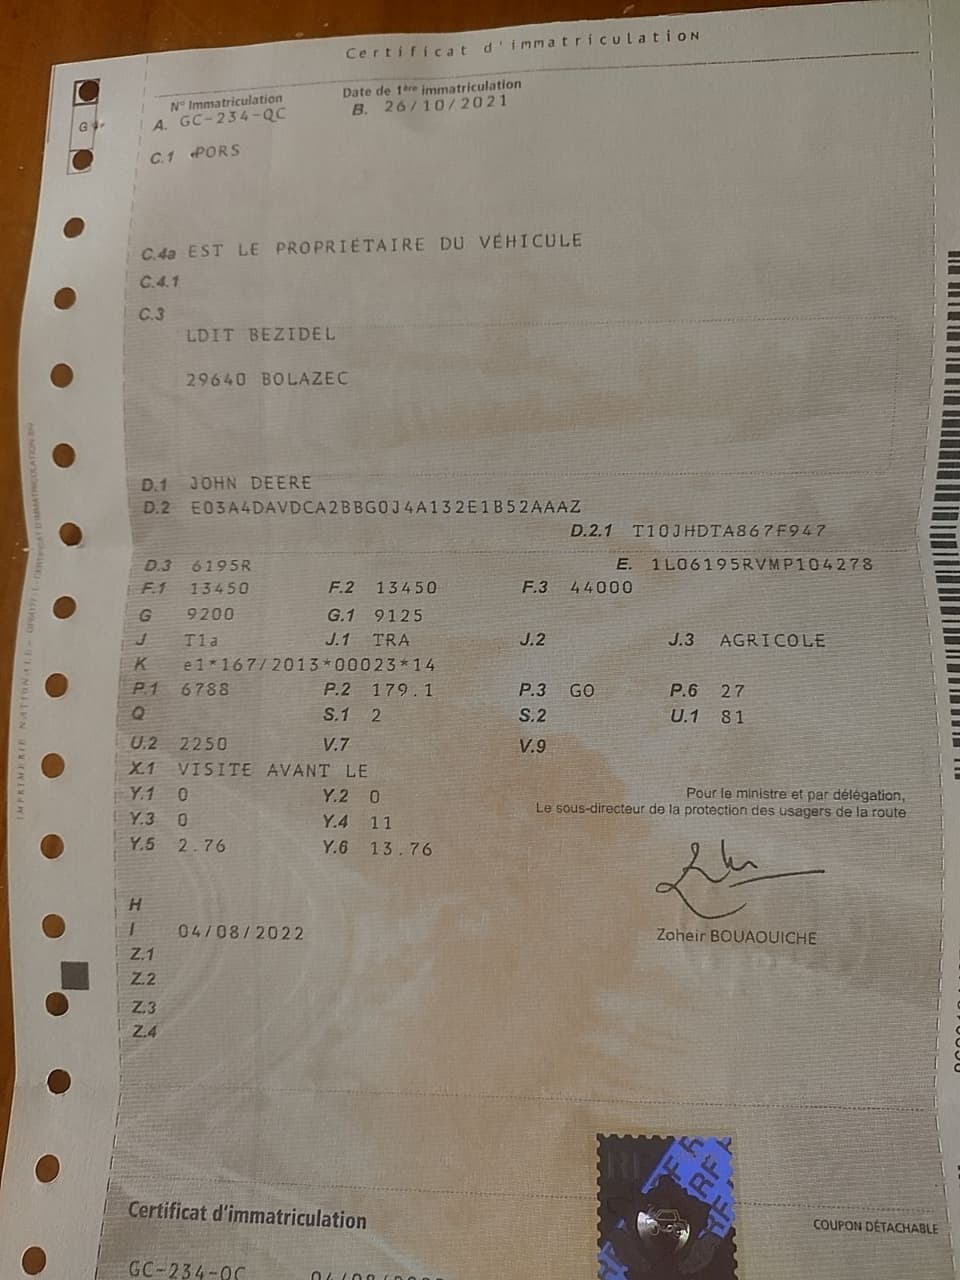 Certificat d'immatriculation
N° Immatriculation Date de 1ère immatriculation
A. GC-234-QC B. 26/10/2021
C.1 PORS
C.4a EST LE PROPRIÉTAIRE DU VÉHICULE
C.4.1
C.3
LDIT BEZIDEL
29640 BOLAZEC
D.1 JOHN DEERE
D.2 E03A4DAVDCA2BBG0J4A132E1B52AAAZ
D.2.1 T10JHDTA867F947
D.3 6195R E. 1L06195RVMP104278
F.1 13450 F.2 13450 F.3 44000
G 9200 G.1 9125
J T1a J.1 TRA J.2 J.3 AGRICOLE
K e1*167/2013*00023*14
P.1 6788 P.2 179.1 P.3 GO P.6 27
Q S.1 2 S.2 U.1 81
U.2 2250 V.7 V.9
X.1 VISITE AVANT LE
Y.1 0 Y.2 0
Y.3 0 Y.4 11
Y.5 2.76 Y.6 13.76
Pour le ministre et par délégation,
Le sous-directeur de la protection des usagers de la route
Zoheir BOUAOUICHE
H
I 04/08/2022
Z.1
Z.2
Z.3
Z.4
Certificat d'immatriculation
COUPON DÉTACHABLE
GC-234-QC